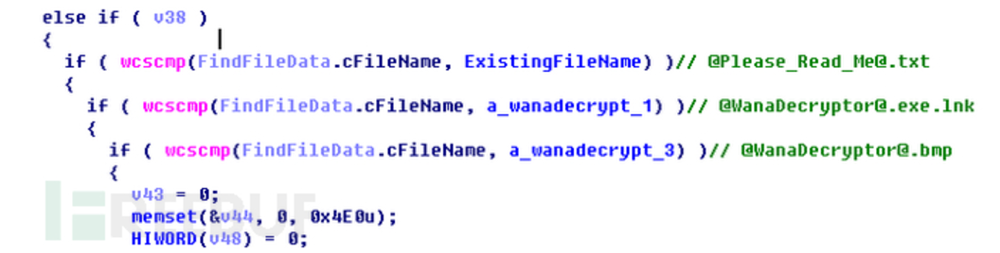 else if ( v38 )
{
if ( wcscmp(FindFileData.cFileName, ExistingFileName) )// @Please_Read_Me@.txt
{
if ( wcscmp(FindFileData.cFileName, a_wanadecrypt_1) )// @WanaDecryptor@.exe.lnk
{
if ( wcscmp(FindFileData.cFileName, a_wanadecrypt_3) )// @WanaDecryptor@.bmp
{
v43 = 0;
memset(&v44, 0, 0x4E0u);
HIWORD(v48) = 0;
FREEBUF